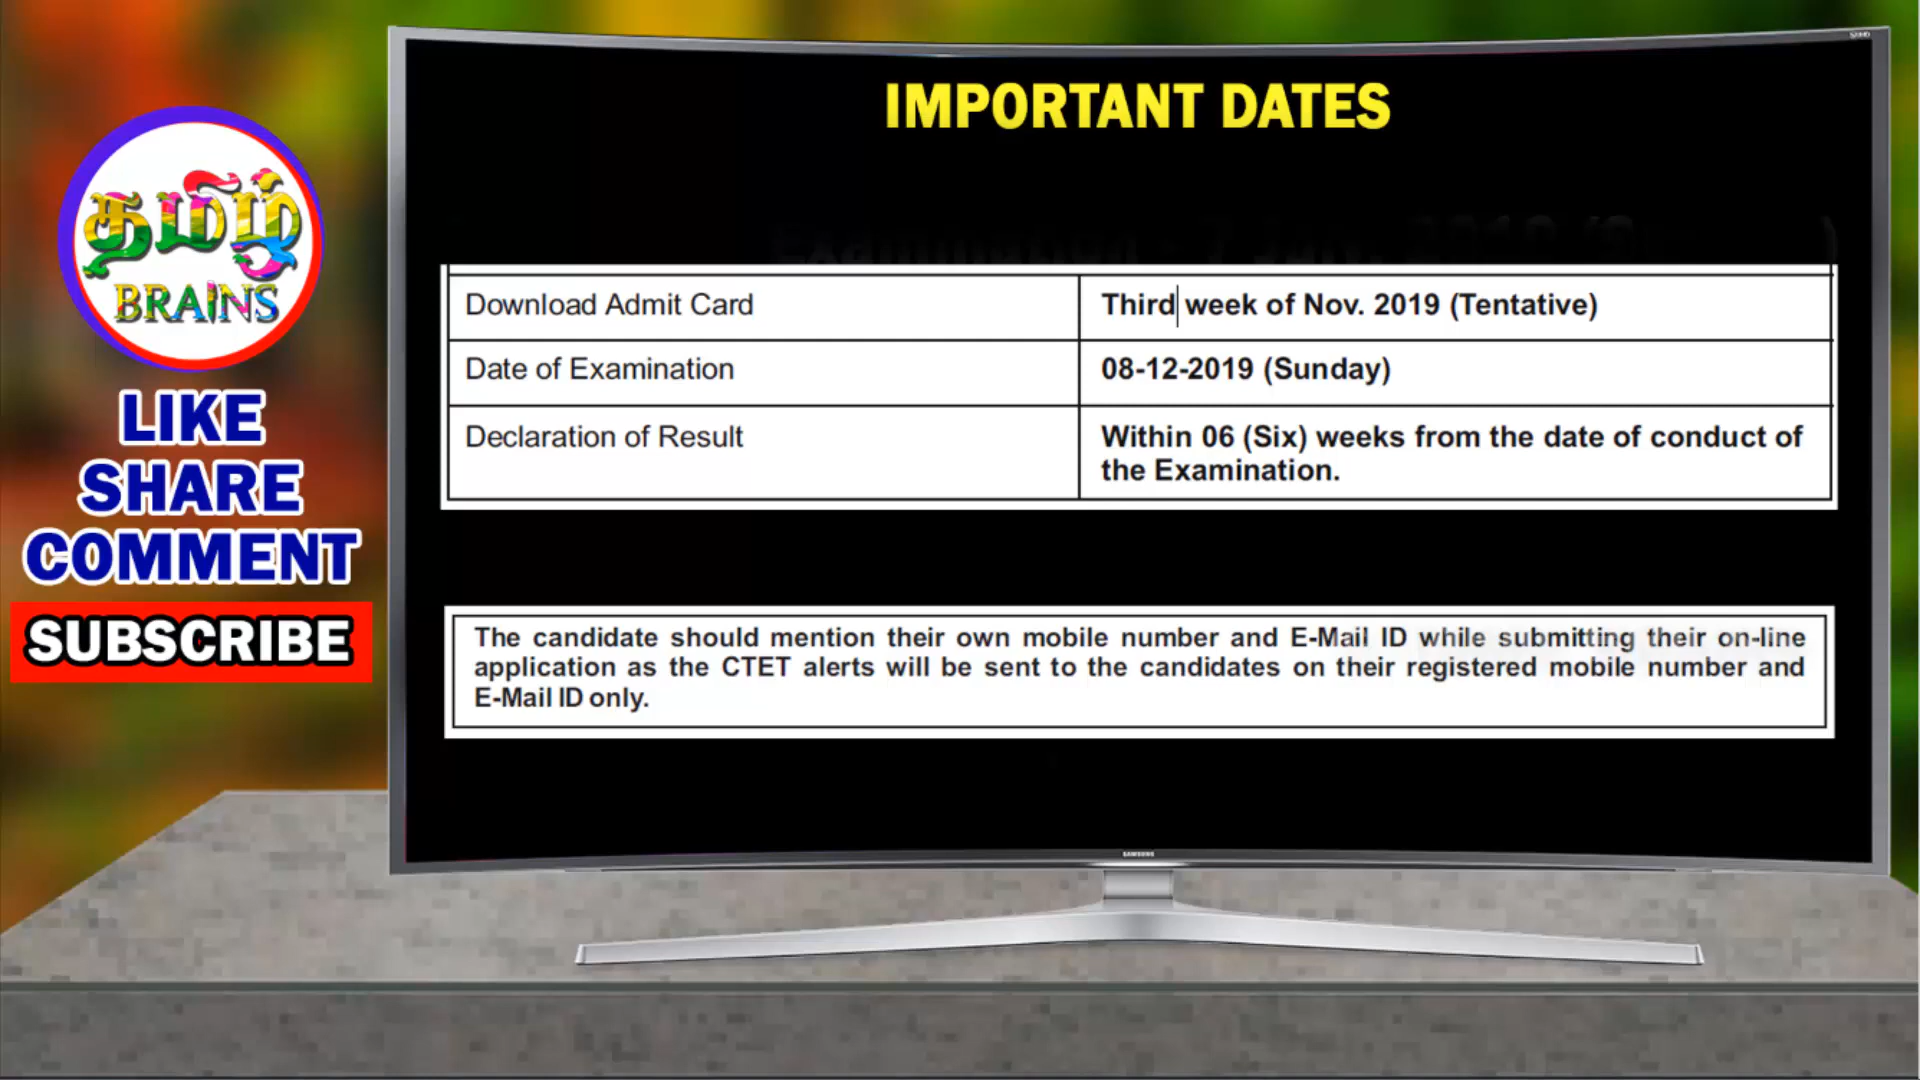 தமிழ்
BRAINS
LIKE
SHARE
COMMENT
SUBSCRIBE
IMPORTANT DATES
Download Admit Card Third week of Nov. 2019 (Tentative)
Date of Examination 08-12-2019 (Sunday)
Declaration of Result Within 06 (Six) weeks from the date of conduct of
the Examination.
The candidate should mention their own mobile number and E-Mail ID while submitting their on-line
application as the CTET alerts will be sent to the candidates on their registered mobile number and
E-Mail ID only.
SAMSUNG